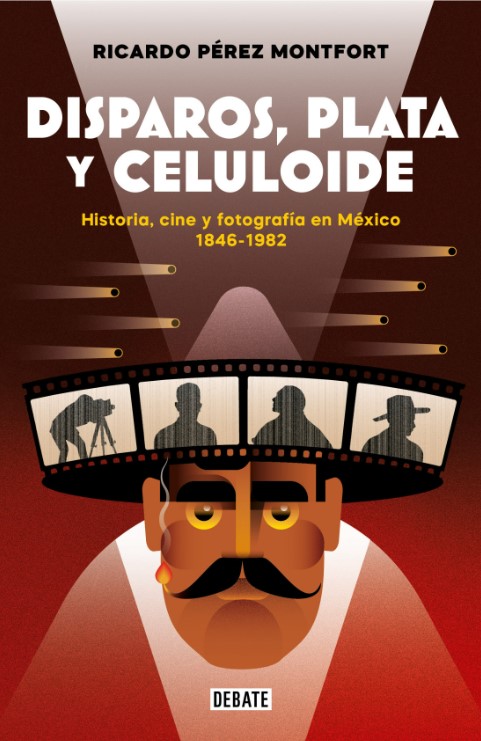 RICARDO PÉREZ MONTFORT
DISPAROS, PLATA
Y CELULOIDE
Historia, cine y fotografía en México
1846-1982
DEBATE